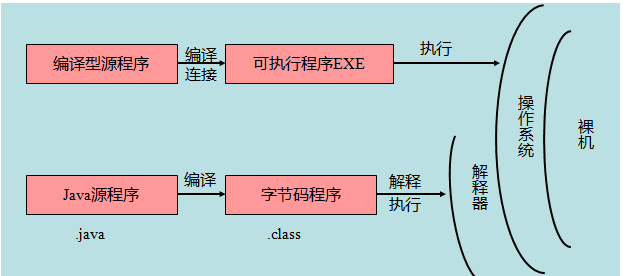 编译型源程序
编译
连接
可执行程序EXE
执行
操作系统
裸机
Java源程序
编译
字节码程序
解释
执行
解释器
.java
.class